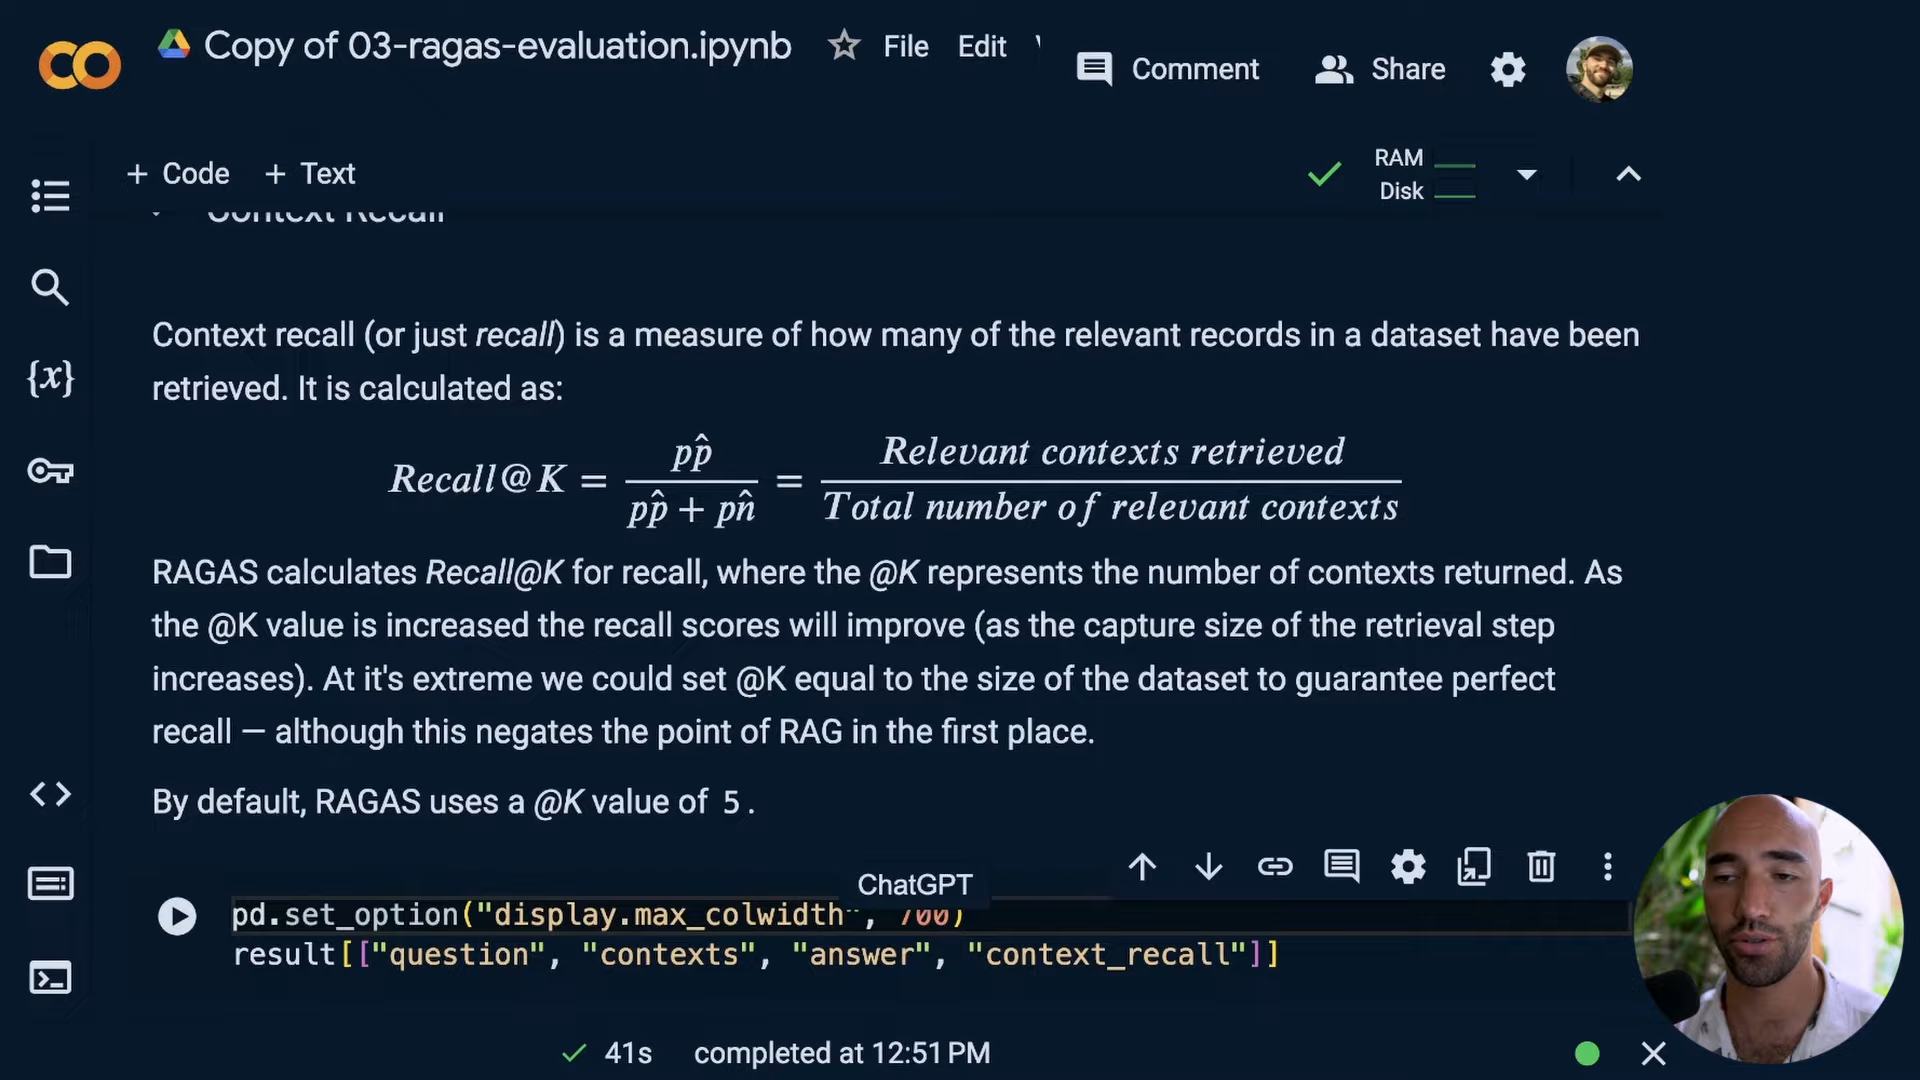 Copy of 03-ragas-evaluation.ipynb
File Edit
Comment Share
+ Code + Text
RAM
Disk
Context Recall
Context recall (or just recall) is a measure of how many of the relevant records in a dataset have been
retrieved. It is calculated as:
Recall@K = pp̂ / (pp̂ + pn̂) = Relevant contexts retrieved / Total number of relevant contexts
RAGAS calculates Recall@K for recall, where the @K represents the number of contexts returned. As
the @K value is increased the recall scores will improve (as the capture size of the retrieval step
increases). At it's extreme we could set @K equal to the size of the dataset to guarantee perfect
recall — although this negates the point of RAG in the first place.
By default, RAGAS uses a @K value of 5.
ChatGPT
pd.set_option("display.max_colwidth", 700)
result[["question", "contexts", "answer", "context_recall"]]
41s completed at 12:51 PM